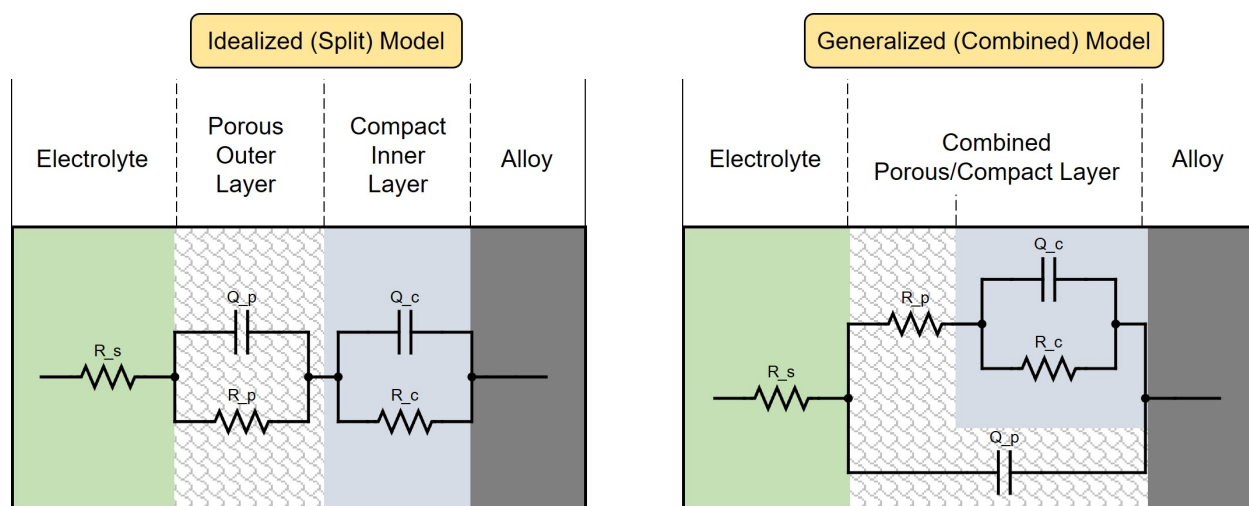 Idealized (Split) Model
Electrolyte
Porous
Outer
Layer
Compact
Inner
Layer
Alloy
R_s
Q_p
R_p
Q_c
R_c
Generalized (Combined) Model
Electrolyte
Combined
Porous/Compact Layer
Alloy
R_s
R_p
Q_c
R_c
Q_p